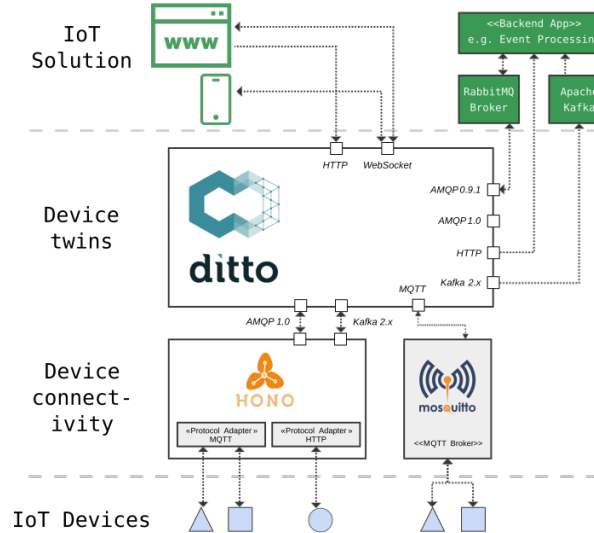 IoT
Solution
www
<<Backend App>>
e.g. Event Processing
RabbitMQ
Broker
Apache
Kafka
HTTP
WebSocket
Device
twins
ditto
AMQP 0.9.1
AMQP 1.0
HTTP
Kafka 2.x
MQTT
AMQP 1.0
Kafka 2.x
Device
connect-
ivity
HONO
«Protocol Adapter»
MQTT
«Protocol Adapter»
HTTP
mosquitto
<<MQTT Broker>>
IoT Devices